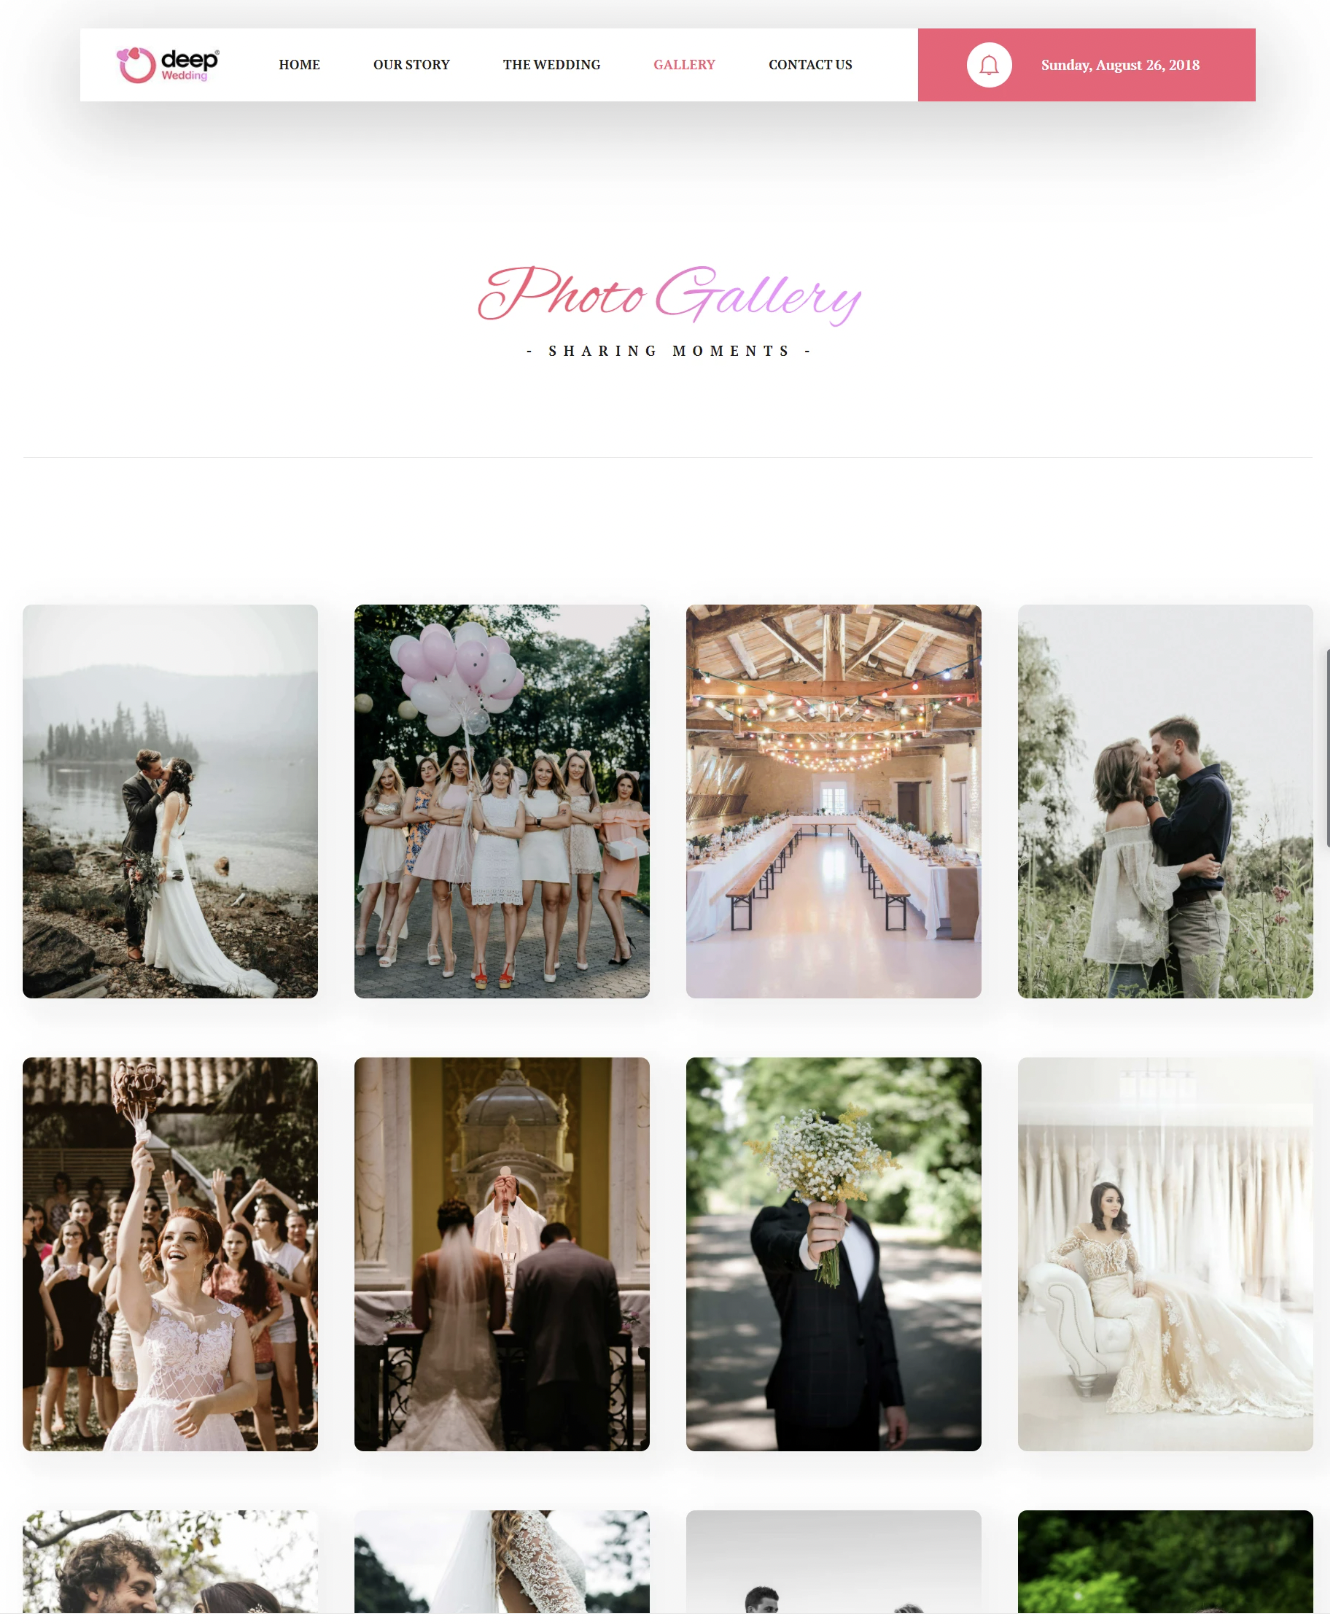 deep®
Wedding
HOME OUR STORY THE WEDDING GALLERY CONTACT US
Sunday, August 26, 2018
Photo Gallery
- SHARING MOMENTS -